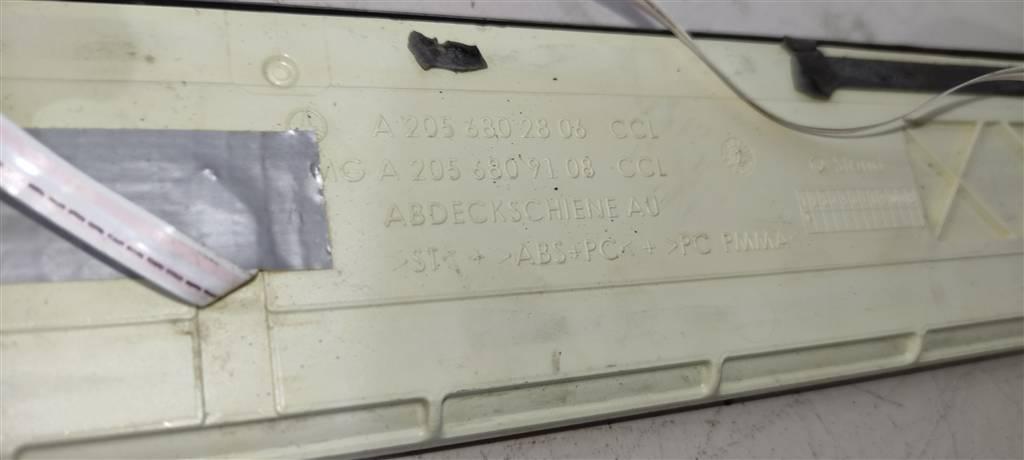 A 205 680 28 06 CCL
MG A 205 680 91 08 CCL
ABDECKSCHIENE AU
>ST< + >ABS+PC< + >PC PMMA